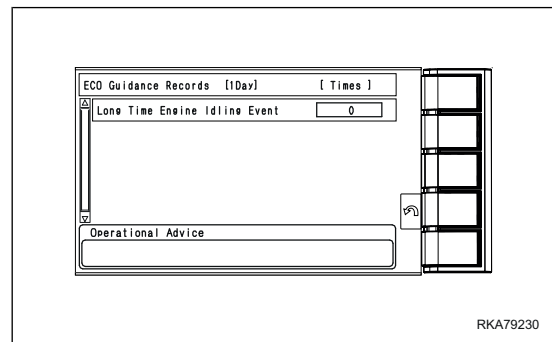 ECO Guidance Records [1Day] [ Times ]
Long Time Engine Idling Event 0
Operational Advice
RKA79230